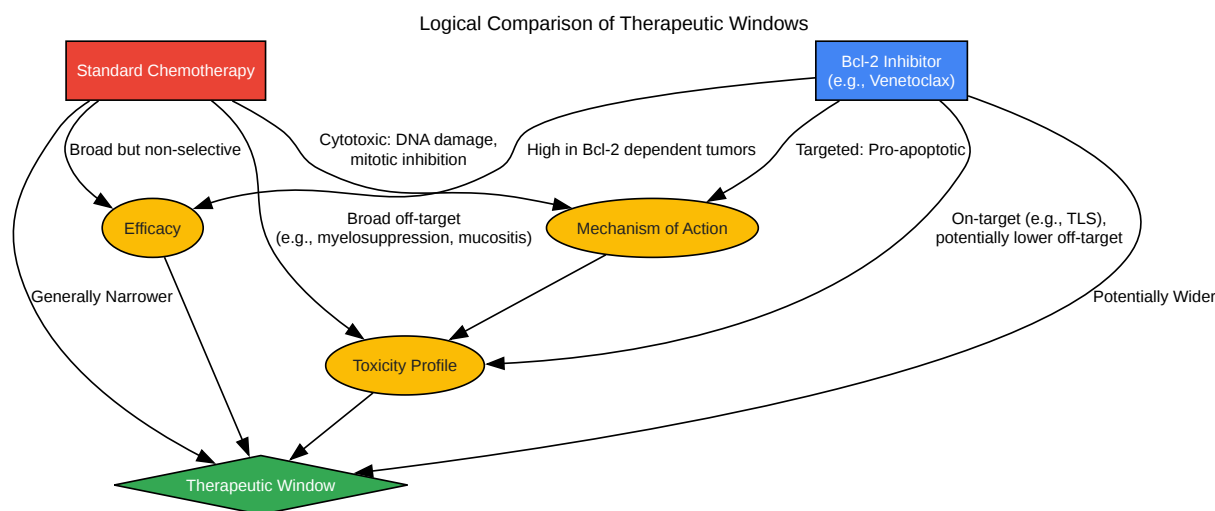 Logical Comparison of Therapeutic Windows
Standard Chemotherapy
Bcl-2 Inhibitor
(e.g., Venetoclax)
Broad but non-selective
Cytotoxic: DNA damage,
mitotic inhibition
High in Bcl-2 dependent tumors
Targeted: Pro-apoptotic
Efficacy
Broad off-target
(e.g., myelosuppression, mucositis)
Mechanism of Action
On-target (e.g., TLS),
potentially lower off-target
Generally Narrower
Potentially Wider
Toxicity Profile
Therapeutic Window